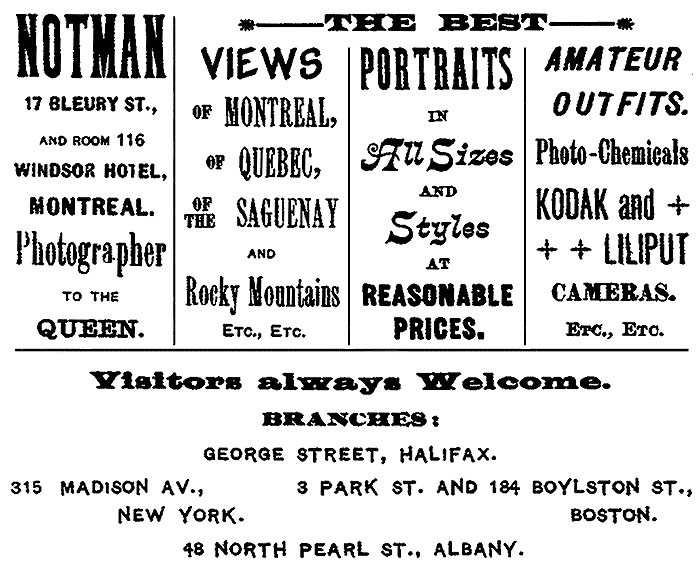 NOTMAN
17 BLEURY ST.,
AND ROOM 116
WINDSOR HOTEL,
MONTREAL.
Photographer
TO THE
QUEEN.
THE BEST
VIEWS
OF MONTREAL,
OF QUEBEC,
OF THE SAGUENAY
AND
Rocky Mountains
ETC., ETC.
PORTRAITS
IN
All Sizes
AND
Styles
AT
REASONABLE
PRICES.
AMATEUR
OUTFITS.
Photo-Chemicals
KODAK and +
+ + LILIPUT
CAMERAS.
ETC., ETC.
Visitors always Welcome.
BRANCHES:
GEORGE STREET, HALIFAX.
315 MADISON AV., 3 PARK ST. AND 184 BOYLSTON ST.,
NEW YORK. BOSTON.
48 NORTH PEARL ST., ALBANY.